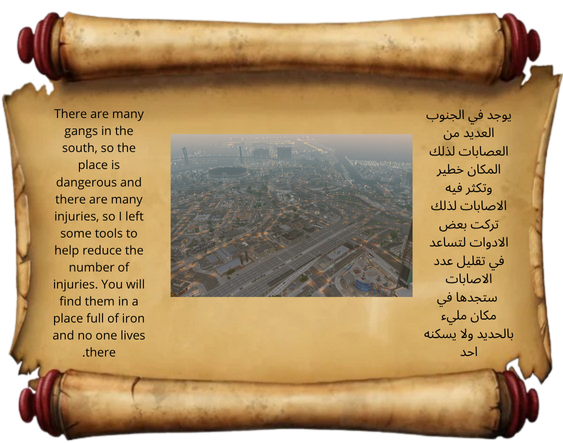 There are many
gangs in the
south, so the
place is
dangerous and
there are many
injuries, so I left
some tools to
help reduce the
number of
injuries. You will
find them in a
place full of iron
and no one lives
.there
يوجد في الجنوب
العديد من
العصابات لذلك
المكان خطير
وتكثر فيه
الاصابات لذلك
تركت بعض
الادوات لتساعد
في تقليل عدد
الاصابات
ستجدها في
مكان مليء
بالحديد ولا يسكنه
احد